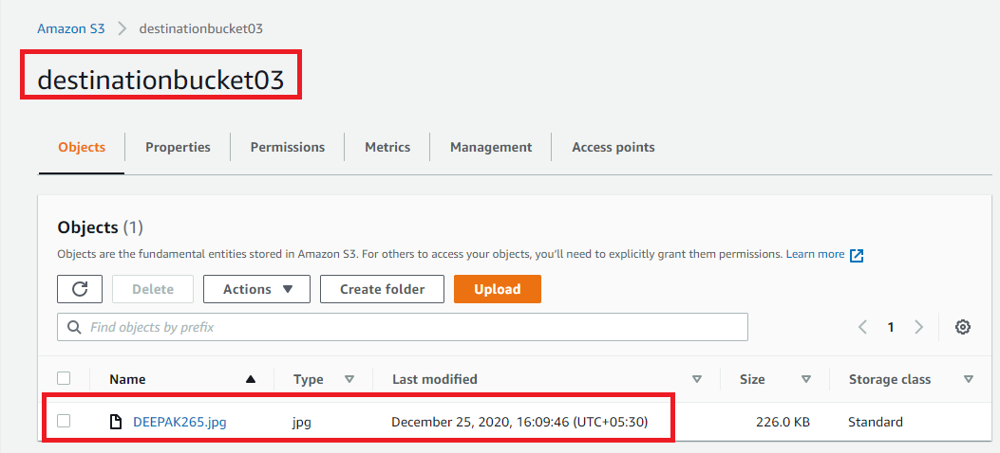 Amazon S3 > destinationbucket03
destinationbucket03
Objects Properties Permissions Metrics Management Access points
Objects (1)
Objects are the fundamental entities stored in Amazon S3. For others to access your objects, you'll need to explicitly grant them permissions. Learn more
Delete Actions Create folder Upload
Find objects by prefix 1
Name Type Last modified Size Storage class
DEEPAK265.jpg jpg December 25, 2020, 16:09:46 (UTC+05:30) 226.0 KB Standard